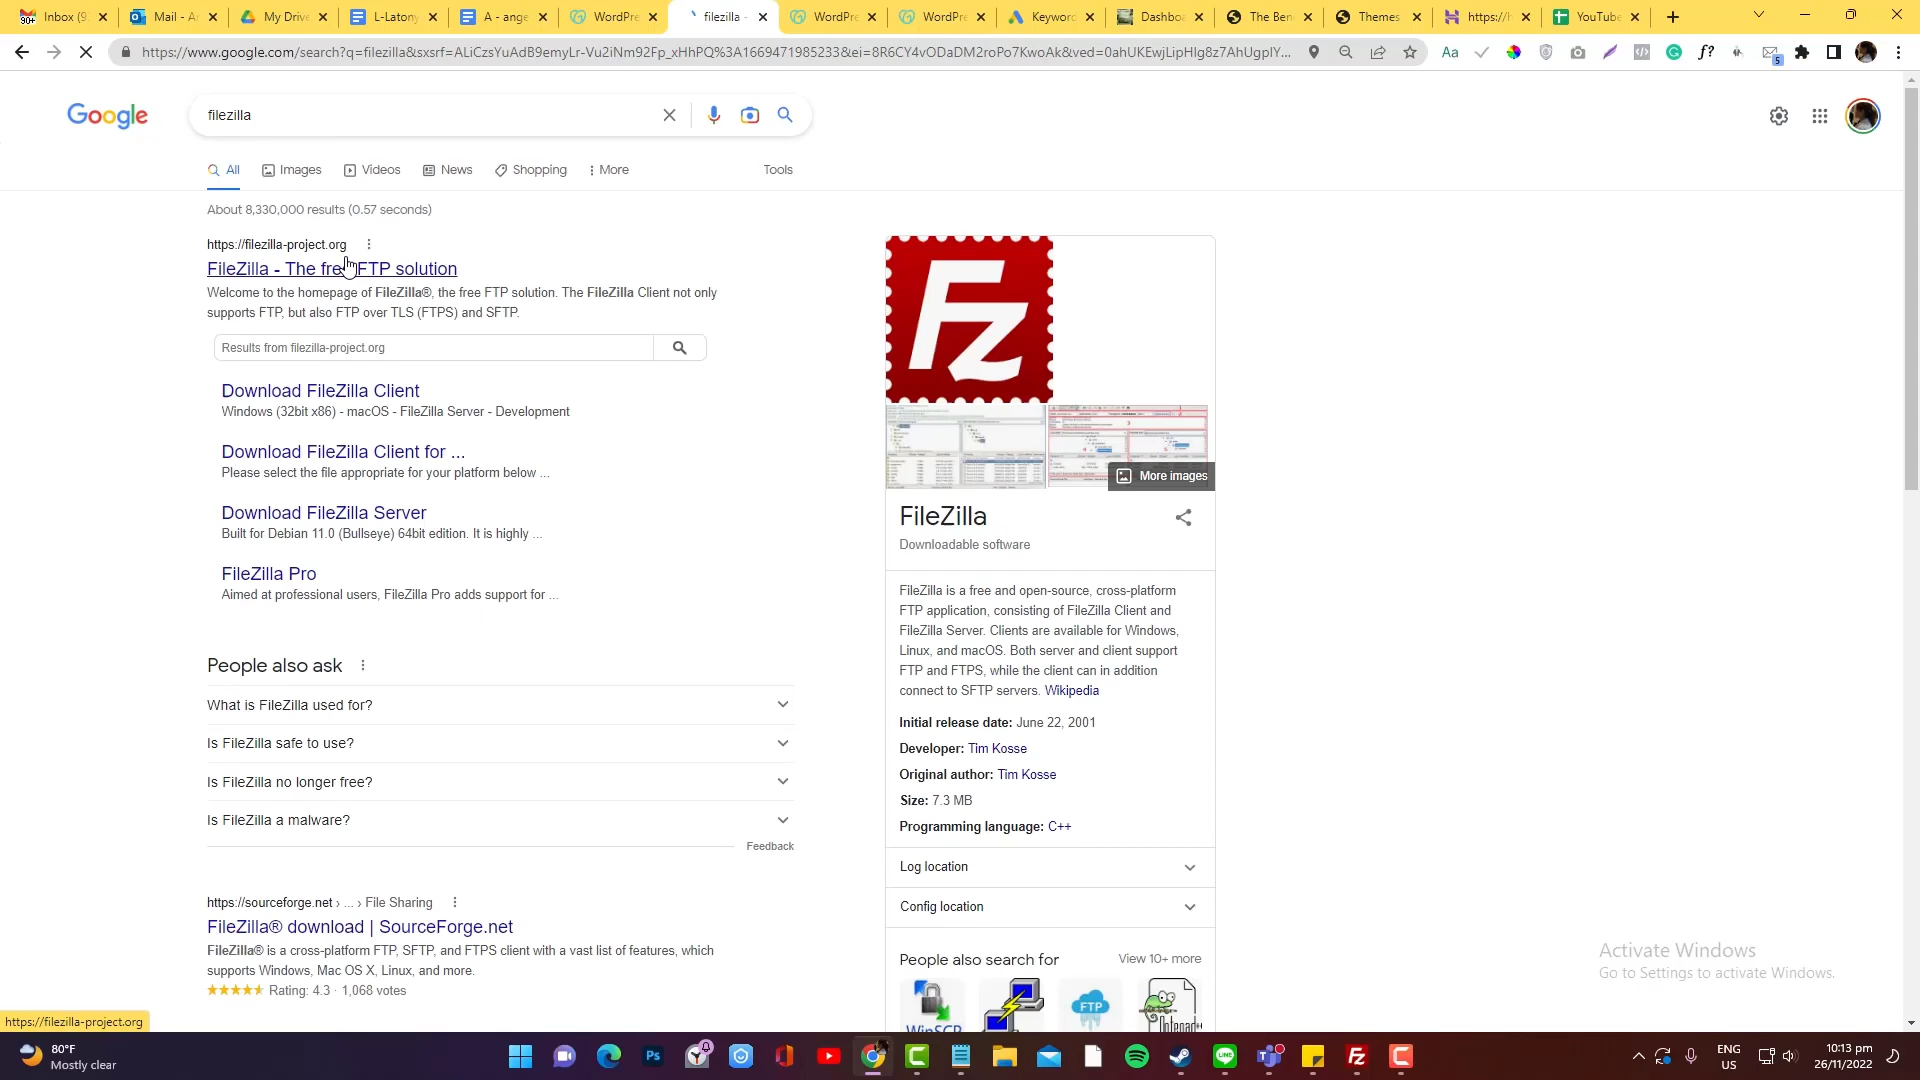 Inbox (9
Mail - A
My Drive
L-Latony
A - ange
WordPre
filezilla -
WordPre
WordPre
Keyword
Dashboa
The Ben
Themes
https://h
YouTube
https://www.google.com/search?q=filezilla&sxsrf=ALiCzsYuAdB9emyLr-Vu2iNm92Fp_xHhPQ%3A1669471985233&ei=8R6CY4vODaDM2roPo7KwoAk&ved=0ahUKEwjLipHlg8z7AhUgplY...
Google
filezilla
All
Images
Videos
News
Shopping
More
Tools
About 8,330,000 results (0.57 seconds)
https://filezilla-project.org
FileZilla - The free FTP solution
Welcome to the homepage of FileZilla®, the free FTP solution. The FileZilla Client not only
supports FTP, but also FTP over TLS (FTPS) and SFTP.
Results from filezilla-project.org
Download FileZilla Client
Windows (32bit x86) - macOS - FileZilla Server - Development
Download FileZilla Client for ...
Please select the file appropriate for your platform below ...
Download FileZilla Server
Built for Debian 11.0 (Bullseye) 64bit edition. It is highly ...
FileZilla Pro
Aimed at professional users, FileZilla Pro adds support for ...
People also ask
What is FileZilla used for?
Is FileZilla safe to use?
Is FileZilla no longer free?
Is FileZilla a malware?
Feedback
https://sourceforge.net › ... › File Sharing
FileZilla® download | SourceForge.net
FileZilla® is a cross-platform FTP, SFTP, and FTPS client with a vast list of features, which
supports Windows, Mac OS X, Linux, and more.
Rating: 4.3 · 1,068 votes
Fz
More images
FileZilla
Downloadable software
FileZilla is a free and open-source, cross-platform
FTP application, consisting of FileZilla Client and
FileZilla Server. Clients are available for Windows,
Linux, and macOS. Both server and client support
FTP and FTPS, while the client can in addition
connect to SFTP servers. Wikipedia
Initial release date: June 22, 2001
Developer: Tim Kosse
Original author: Tim Kosse
Size: 7.3 MB
Programming language: C++
Log location
Config location
People also search for
View 10+ more
WinSCP
FTP
Activate Windows
Go to Settings to activate Windows.
https://filezilla-project.org
80°F
Mostly clear
ENG
US
10:13 pm
26/11/2022